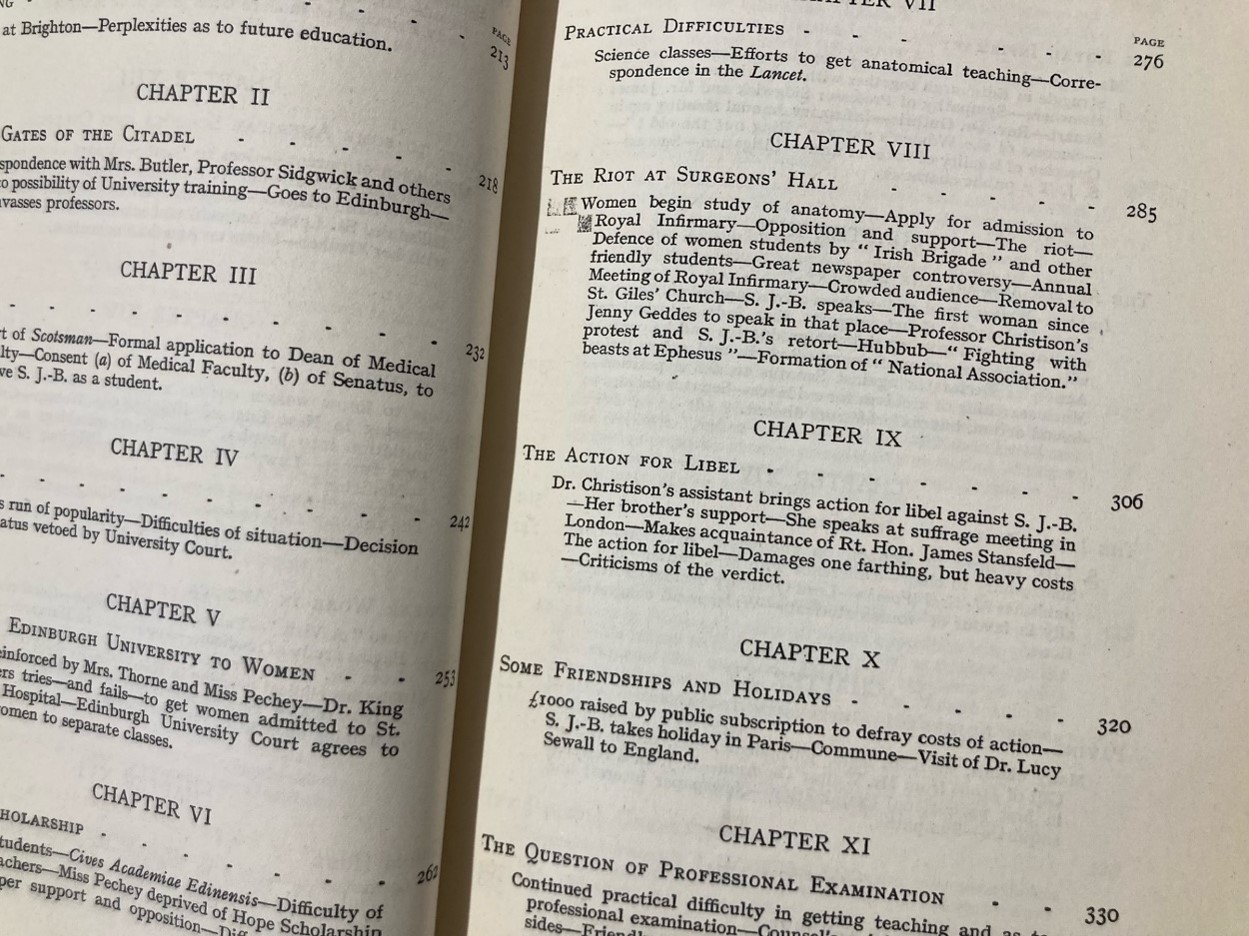 at Brighton—Perplexities as to future education.
PAGE
213
CHAPTER II
GATES OF THE CITADEL - - - - - 218
spondence with Mrs. Butler, Professor Sidgwick and others
o possibility of University training—Goes to Edinburgh—
vasses professors.
CHAPTER III
- - - - - - - - 232
t of Scotsman—Formal application to Dean of Medical
lty—Consent (a) of Medical Faculty, (b) of Senatus, to
ve S. J.-B. as a student.
CHAPTER IV
- - - - - - - - 242
s run of popularity—Difficulties of situation—Decision
atus vetoed by University Court.
CHAPTER V
EDINBURGH UNIVERSITY TO WOMEN - - 253
einforced by Mrs. Thorne and Miss Pechey—Dr. King
ers tries—and fails—to get women admitted to St.
Hospital—Edinburgh University Court agrees to
omen to separate classes.
CHAPTER VI
HOLARSHIP - - - - - - 262
tudents—Cives Academiae Edinensis—Difficulty of
achers—Miss Pechey deprived of Hope Scholarship
per support and opposition—
CHAPTER VII
PAGE
PRACTICAL DIFFICULTIES - - - - - - 276
Science classes—Efforts to get anatomical teaching—Corre-
spondence in the Lancet.
CHAPTER VIII
THE RIOT AT SURGEONS' HALL - - - - - 285
Women begin study of anatomy—Apply for admission to
Royal Infirmary—Opposition and support—The riot—
Defence of women students by " Irish Brigade " and other
friendly students—Great newspaper controversy—Annual
Meeting of Royal Infirmary—Crowded audience—Removal to
St. Giles' Church—S. J.-B. speaks—The first woman since
Jenny Geddes to speak in that place—Professor Christison's
protest and S. J.-B.'s retort—Hubbub—" Fighting with
beasts at Ephesus "—Formation of " National Association."
CHAPTER IX
THE ACTION FOR LIBEL - - - - - - - 306
Dr. Christison's assistant brings action for libel against S. J.-B.
—Her brother's support—She speaks at suffrage meeting in
London—Makes acquaintance of Rt. Hon. James Stansfeld—
The action for libel—Damages one farthing, but heavy costs
—Criticisms of the verdict.
CHAPTER X
SOME FRIENDSHIPS AND HOLIDAYS - - - - - 320
£1000 raised by public subscription to defray costs of action—
S. J.-B. takes holiday in Paris—Commune—Visit of Dr. Lucy
Sewall to England.
CHAPTER XI
THE QUESTION OF PROFESSIONAL EXAMINATION - - 330
Continued practical difficulty in getting teaching and as to
professional examination—Counsel's
sides—